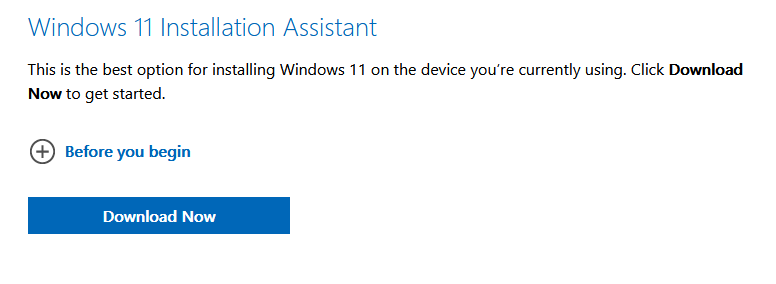 Windows 11 Installation Assistant
This is the best option for installing Windows 11 on the device you’re currently using. Click Download
Now to get started.
Before you begin
Download Now